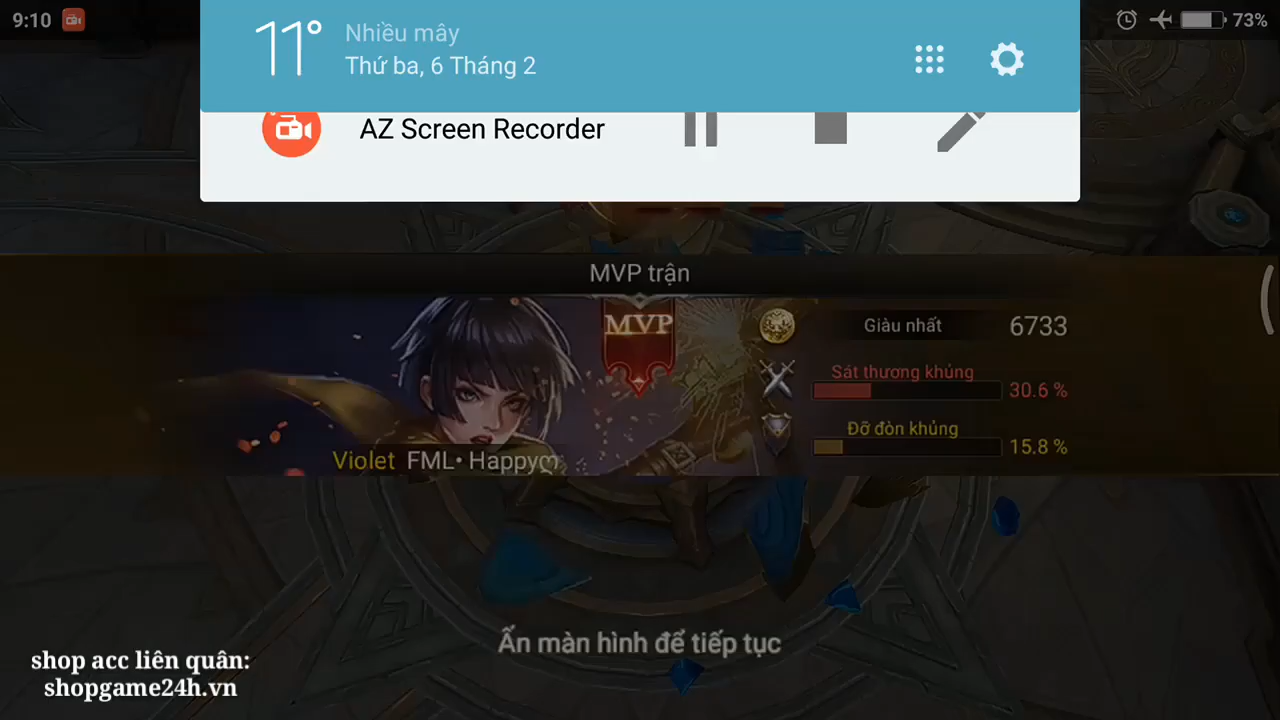 9:10
73%
11°
Nhiều mây
Thứ ba, 6 Tháng 2
AZ Screen Recorder
MVP trận
MVP
Giàu nhất 6733
Sát thương khủng
30.6 %
Đỡ đòn khủng
15.8 %
Violet FML• Happyღ
Ấn màn hình để tiếp tục
shop acc liên quân:
shopgame24h.vn